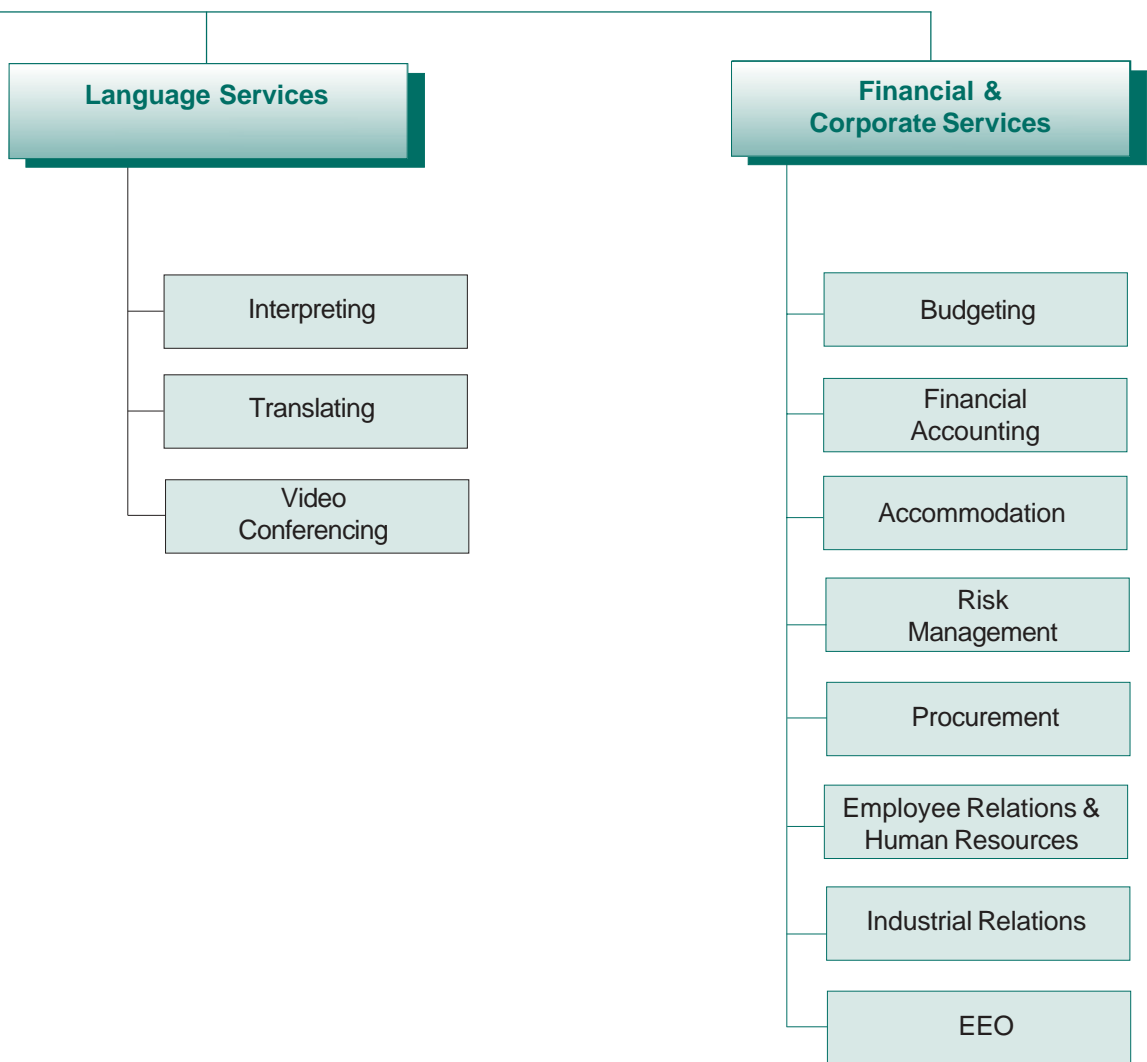 Language Services
Interpreting
Translating
Video
Conferencing
Financial &
Corporate Services
Budgeting
Financial
Accounting
Accommodation
Risk
Management
Procurement
Employee Relations &
Human Resources
Industrial Relations
EEO